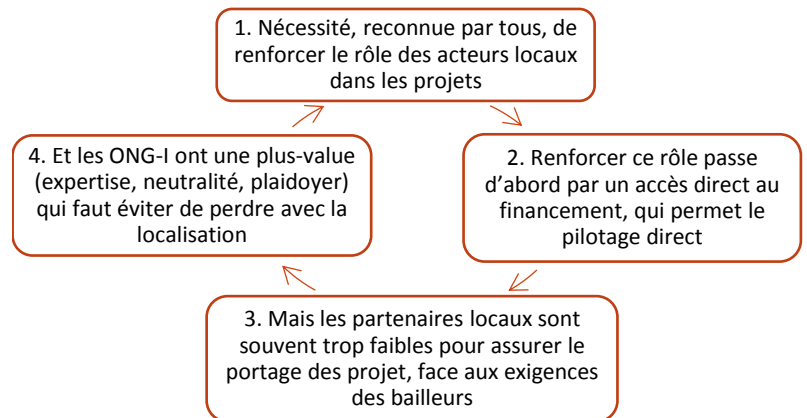 1. Nécessité, reconnue par tous, de
renforcer le rôle des acteurs locaux
dans les projets
2. Renforcer ce rôle passe
d’abord par un accès direct au
financement, qui permet le
pilotage direct
3. Mais les partenaires locaux sont
souvent trop faibles pour assurer le
portage des projet, face aux exigences
des bailleurs
4. Et les ONG-I ont une plus-value
(expertise, neutralité, plaidoyer)
qui faut éviter de perdre avec la
localisation